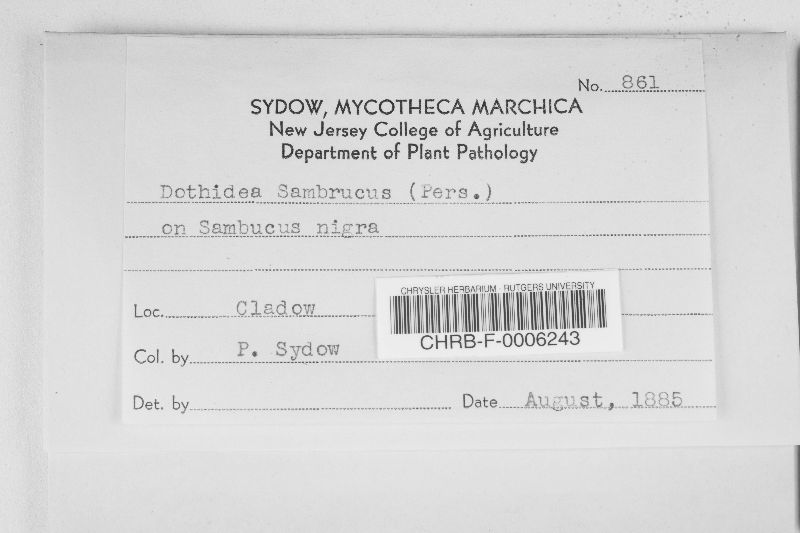 No. 861
SYDOW, MYCOTHECA MARCHICA
New Jersey College of Agriculture
Department of Plant Pathology
Dothidea Sambrucus (Pers.)
on Sambucus nigra
Loc. Cladow
CHRYSLER HERBARIUM - RUTGERS UNIVERSITY
CHRB-F-0006243
Col. by P. Sydow
Det. by
Date August, 1885